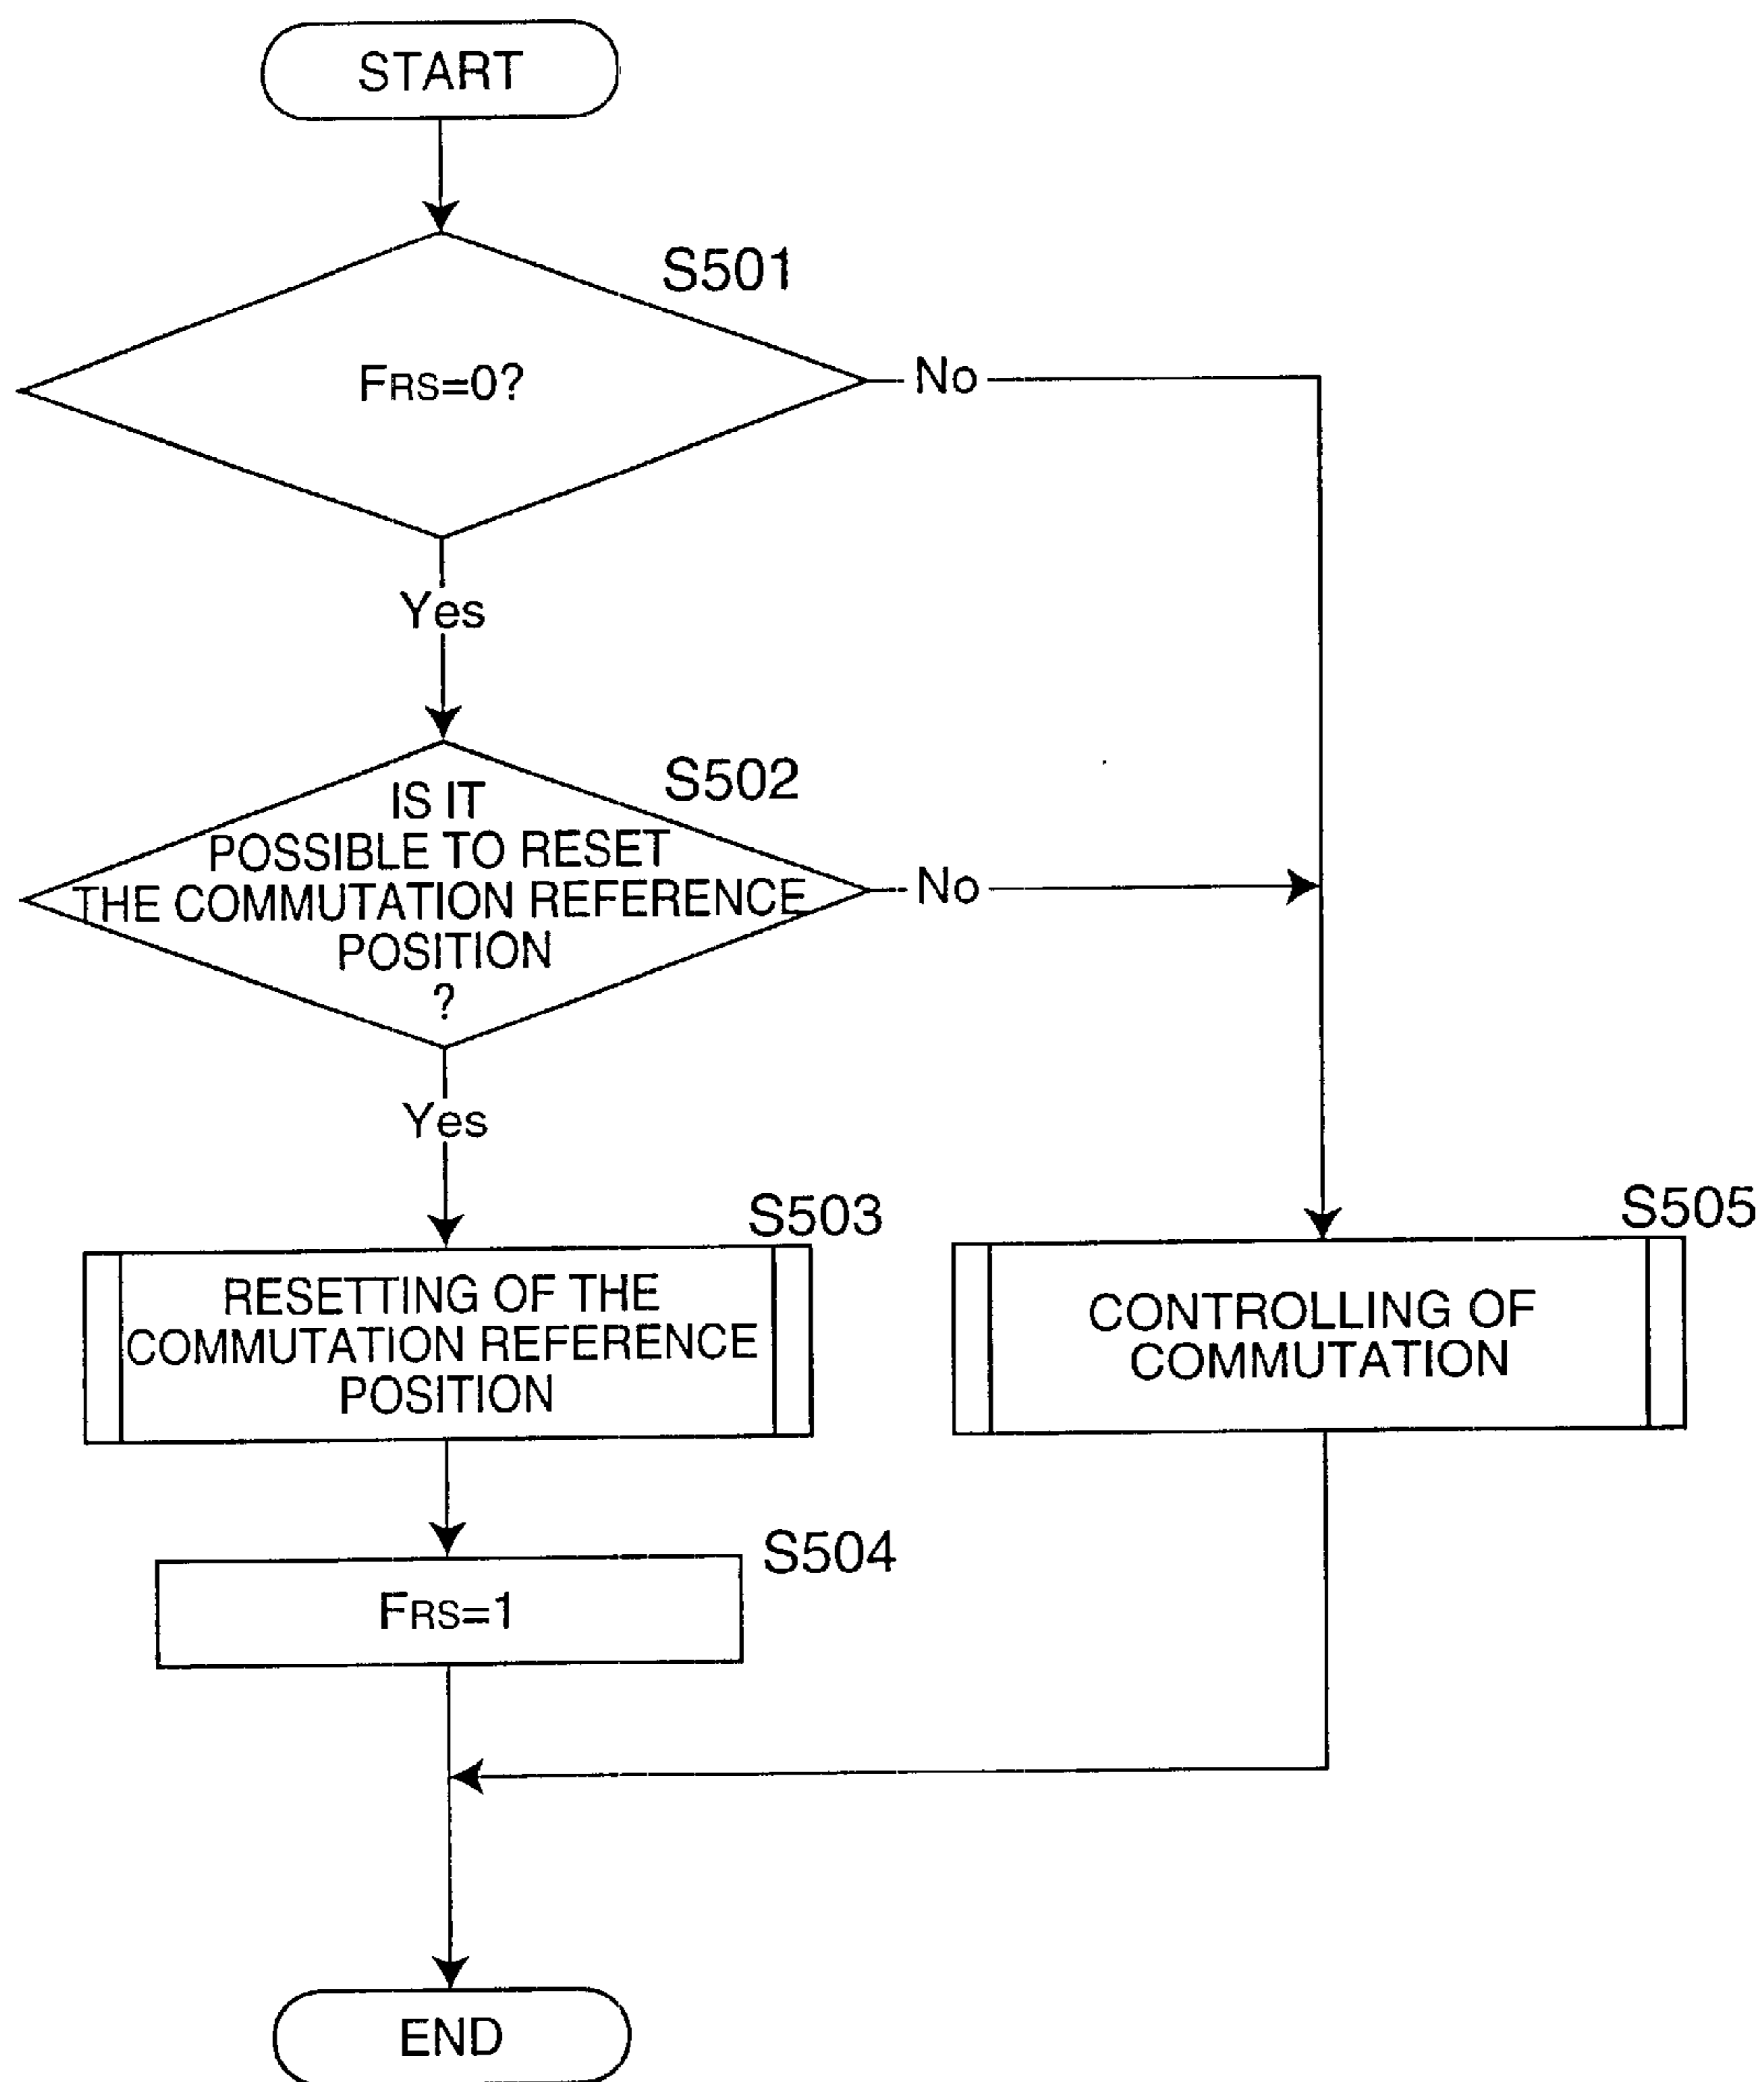 START
S501
FRS=0?
No
Yes
S502
IS IT
POSSIBLE TO RESET
THE COMMUTATION REFERENCE
POSITION
?
No
Yes
S503
RESETTING OF THE
COMMUTATION REFERENCE
POSITION
S505
CONTROLLING OF
COMMUTATION
S504
FRS=1
END